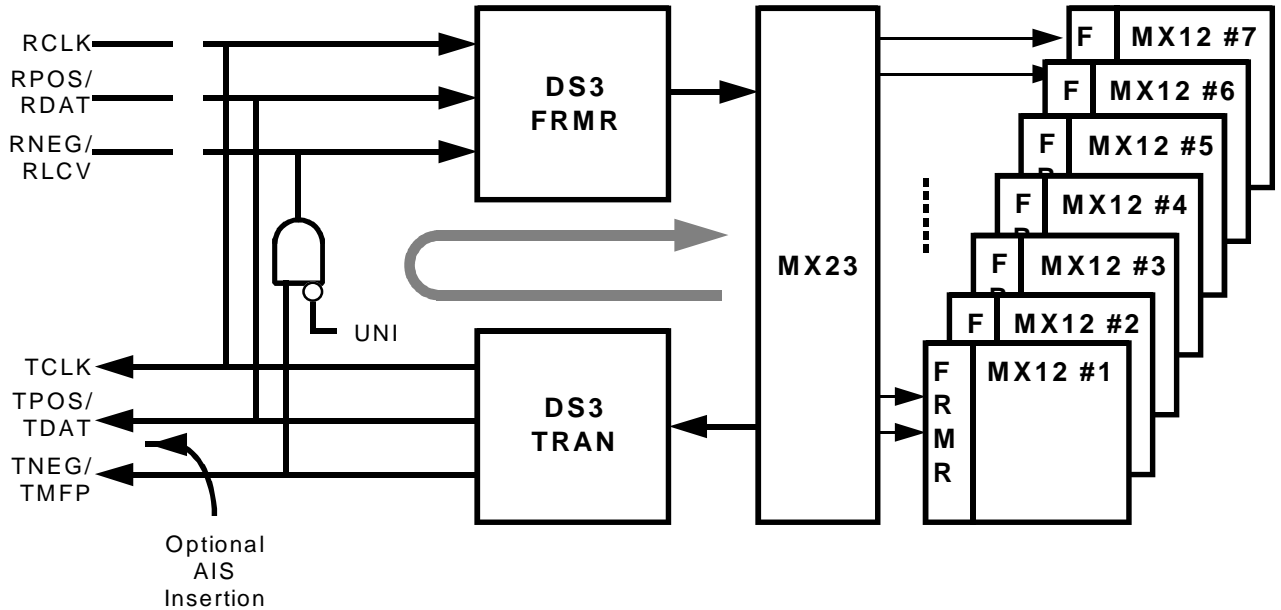 RCLK
RPOS/
RDAT
RNEG/
RLCV
DS3
FRMR
UNI
TCLK
TPOS/
TDAT
TNEG/
TMFP
DS3
TRAN
Optional
AIS
Insertion
MX23
F
MX12 #7
F
MX12 #6
F
MX12 #5
F
MX12 #4
F
MX12 #3
F
MX12 #2
F
R
M
R
MX12 #1